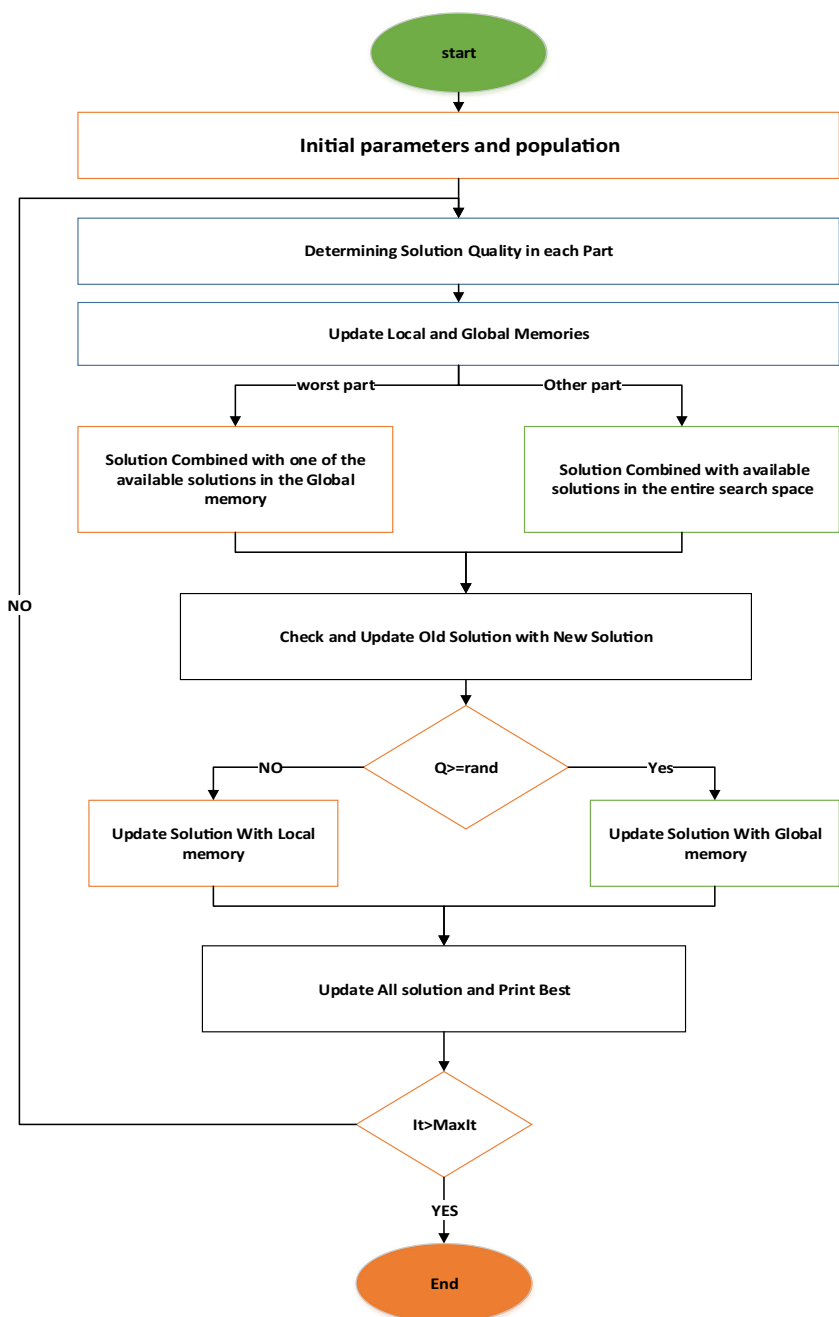 start
Initial parameters and population
Determining Solution Quality in each Part
Update Local and Global Memories
worst part
Other part
Solution Combined with one of the
available solutions in the Global
memory
Solution Combined with available
solutions in the entire search space
NO
Check and Update Old Solution with New Solution
Q>=rand
NO
Yes
Update Solution With Local
memory
Update Solution With Global
memory
Update All solution and Print Best
It>MaxIt
YES
End